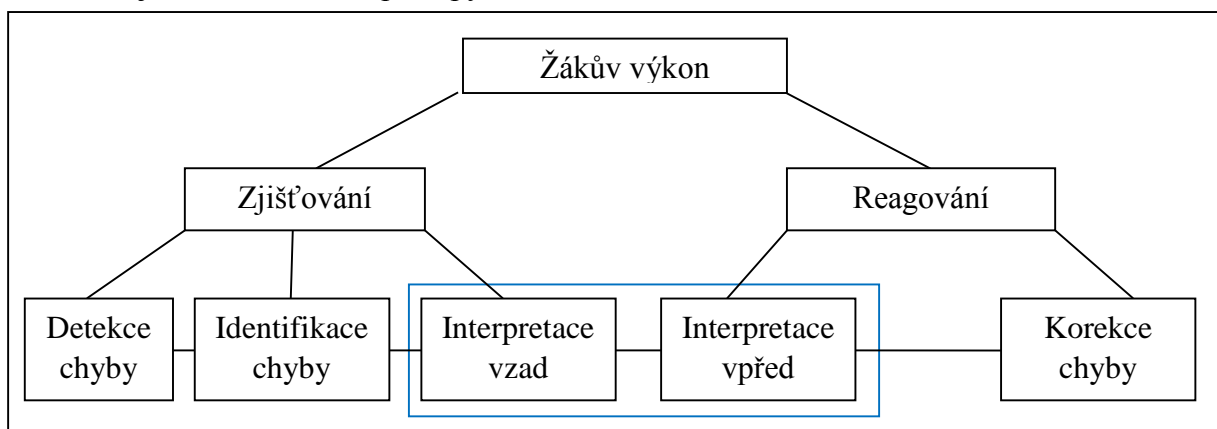 Žákův výkon
Zjišťování
Reagování
Detekce
chyby
Identifikace
chyby
Interpretace
vzad
Interpretace
vpřed
Korekce
chyby